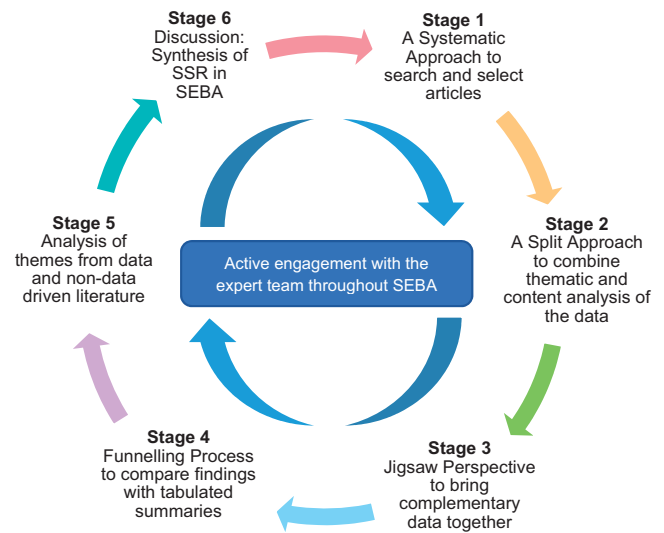 Stage 6
Discussion:
Synthesis of
SSR in
SEBA
Stage 1
A Systematic
Approach to
search and select
articles
Stage 2
A Split Approach
to combine
thematic and
content analysis of
the data
Stage 3
Jigsaw Perspective
to bring
complementary
data together
Stage 4
Funnelling Process
to compare findings
with tabulated
summaries
Stage 5
Analysis of
themes from data
and non-data
driven literature
Active engagement with the
expert team throughout SEBA